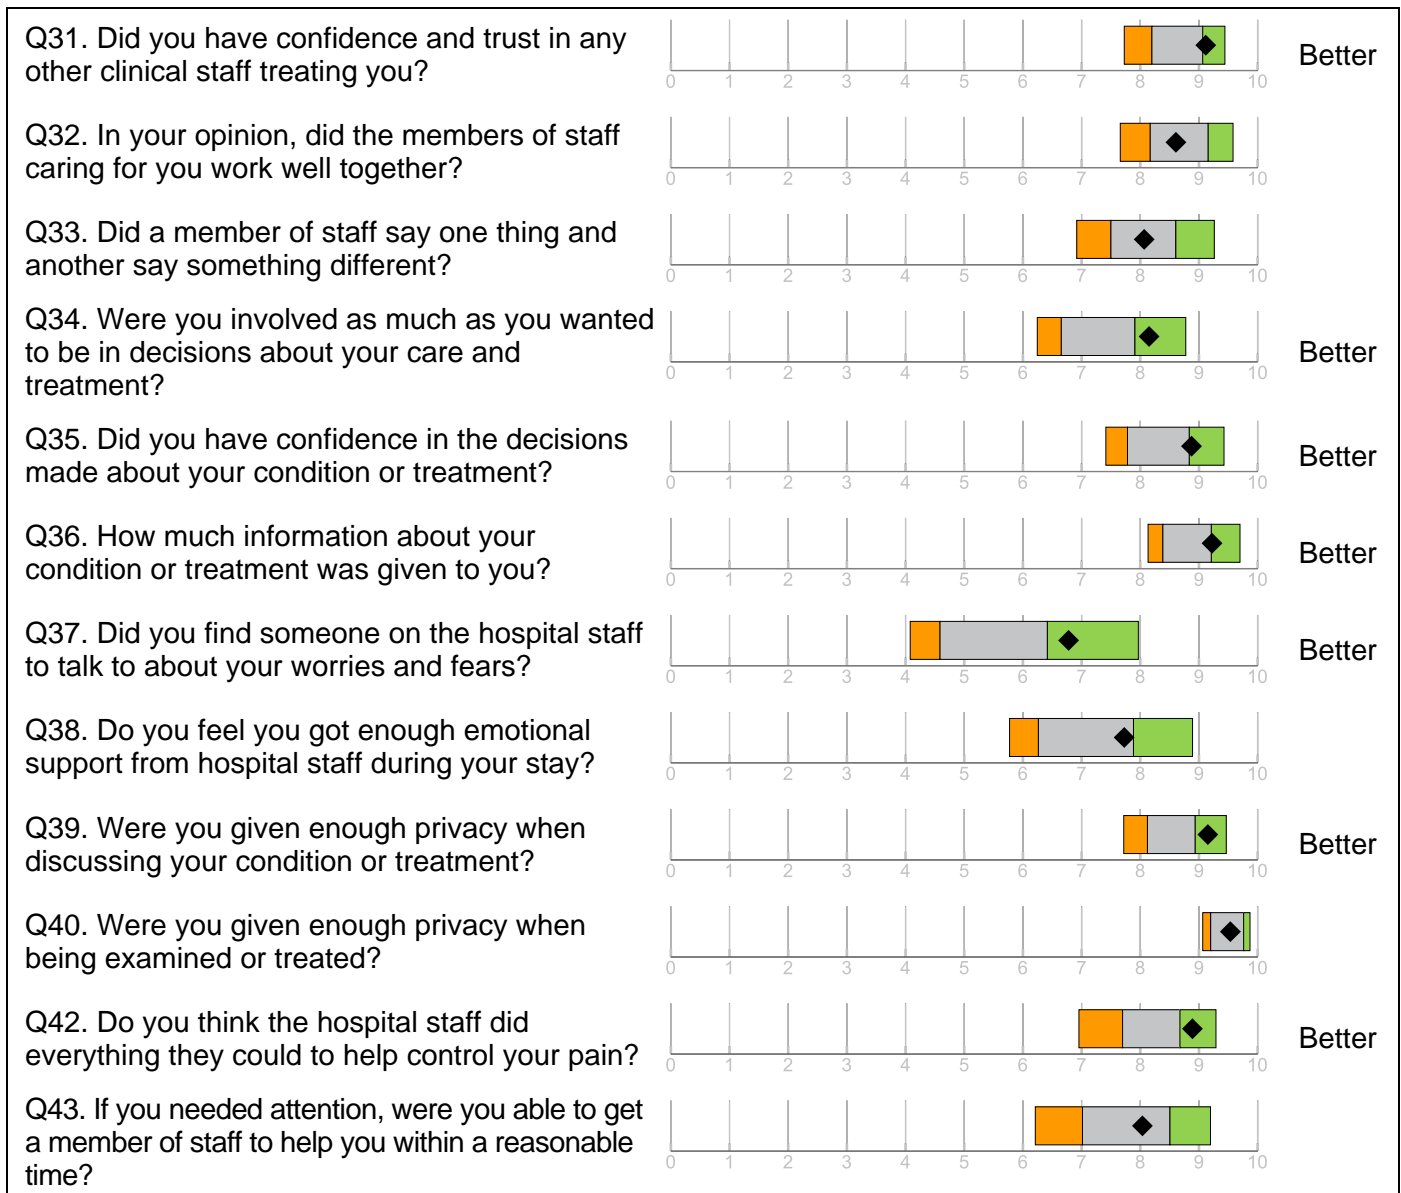 Q31. Did you have confidence and trust in any
other clinical staff treating you?
Better
0 1 2 3 4 5 6 7 8 9 10
Q32. In your opinion, did the members of staff
caring for you work well together?
0 1 2 3 4 5 6 7 8 9 10
Q33. Did a member of staff say one thing and
another say something different?
0 1 2 3 4 5 6 7 8 9 10
Q34. Were you involved as much as you wanted
to be in decisions about your care and
treatment?
Better
0 1 2 3 4 5 6 7 8 9 10
Q35. Did you have confidence in the decisions
made about your condition or treatment?
Better
0 1 2 3 4 5 6 7 8 9 10
Q36. How much information about your
condition or treatment was given to you?
Better
0 1 2 3 4 5 6 7 8 9 10
Q37. Did you find someone on the hospital staff
to talk to about your worries and fears?
Better
0 1 2 3 4 5 6 7 8 9 10
Q38. Do you feel you got enough emotional
support from hospital staff during your stay?
0 1 2 3 4 5 6 7 8 9 10
Q39. Were you given enough privacy when
discussing your condition or treatment?
Better
0 1 2 3 4 5 6 7 8 9 10
Q40. Were you given enough privacy when
being examined or treated?
0 1 2 3 4 5 6 7 8 9 10
Q42. Do you think the hospital staff did
everything they could to help control your pain?
Better
0 1 2 3 4 5 6 7 8 9 10
Q43. If you needed attention, were you able to get
a member of staff to help you within a reasonable
time?
0 1 2 3 4 5 6 7 8 9 10